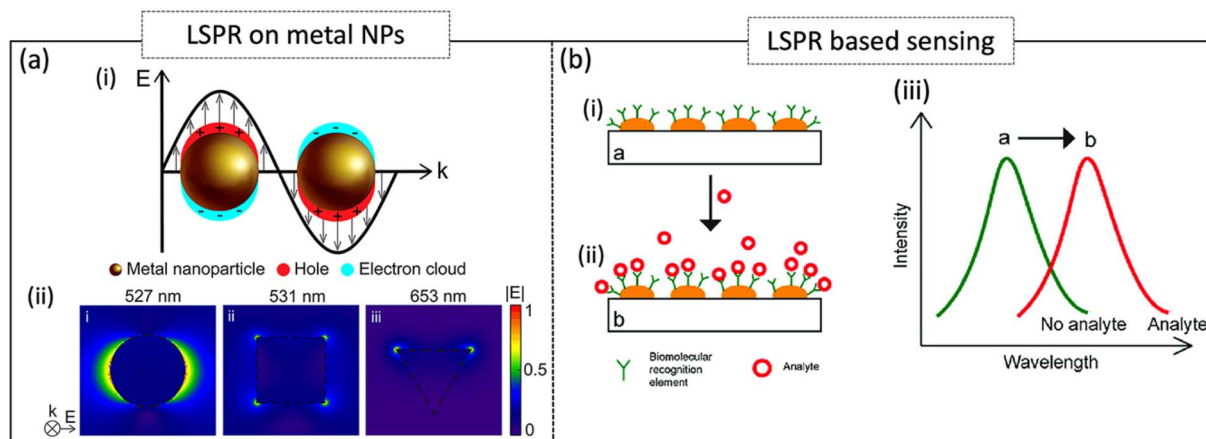 LSPR on metal NPs
(a)
(i)
E
k
+ + +
- - -
- - -
+ + +
Metal nanoparticle Hole Electron cloud
(ii)
527 nm 531 nm 653 nm
|E|
i ii iii
1
0.5
0
k
E
LSPR based sensing
(b)
(i)
a
(ii)
b
Biomolecular
recognition
element
Analyte
(iii)
a b
Intensity
No analyte Analyte
Wavelength